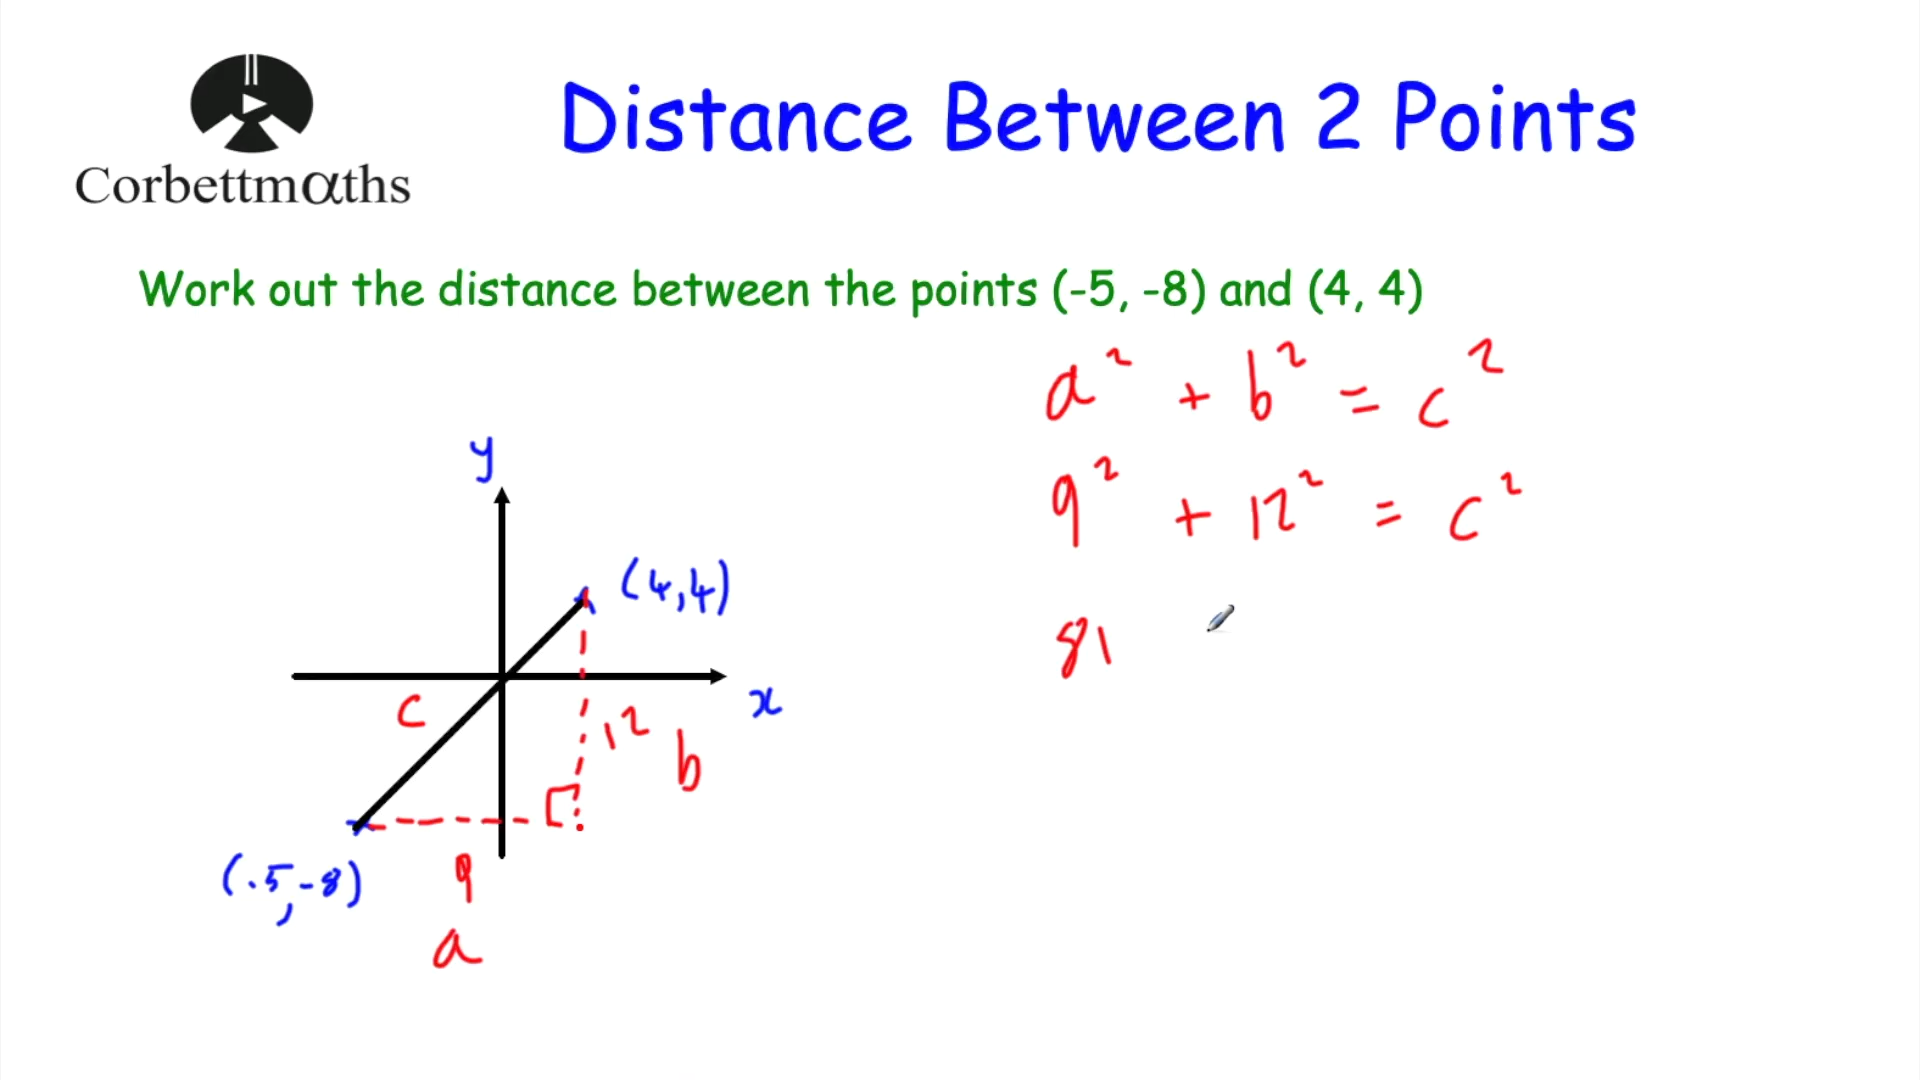 Corbettmαths
Distance Between 2 Points
Work out the distance between the points (-5, -8) and (4, 4)
a² + b² = c²
9² + 12² = c²
81
y
(4,4)
x
c
12
b
(-5,-8)
9
a